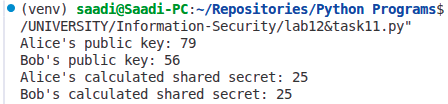 (venv) saadi@Saadi-PC:~/Repositories/Python Programs$
/UNIVERSITY/Information-Security/lab12&task11.py"
Alice's public key: 79
Bob's public key: 56
Alice's calculated shared secret: 25
Bob's calculated shared secret: 25